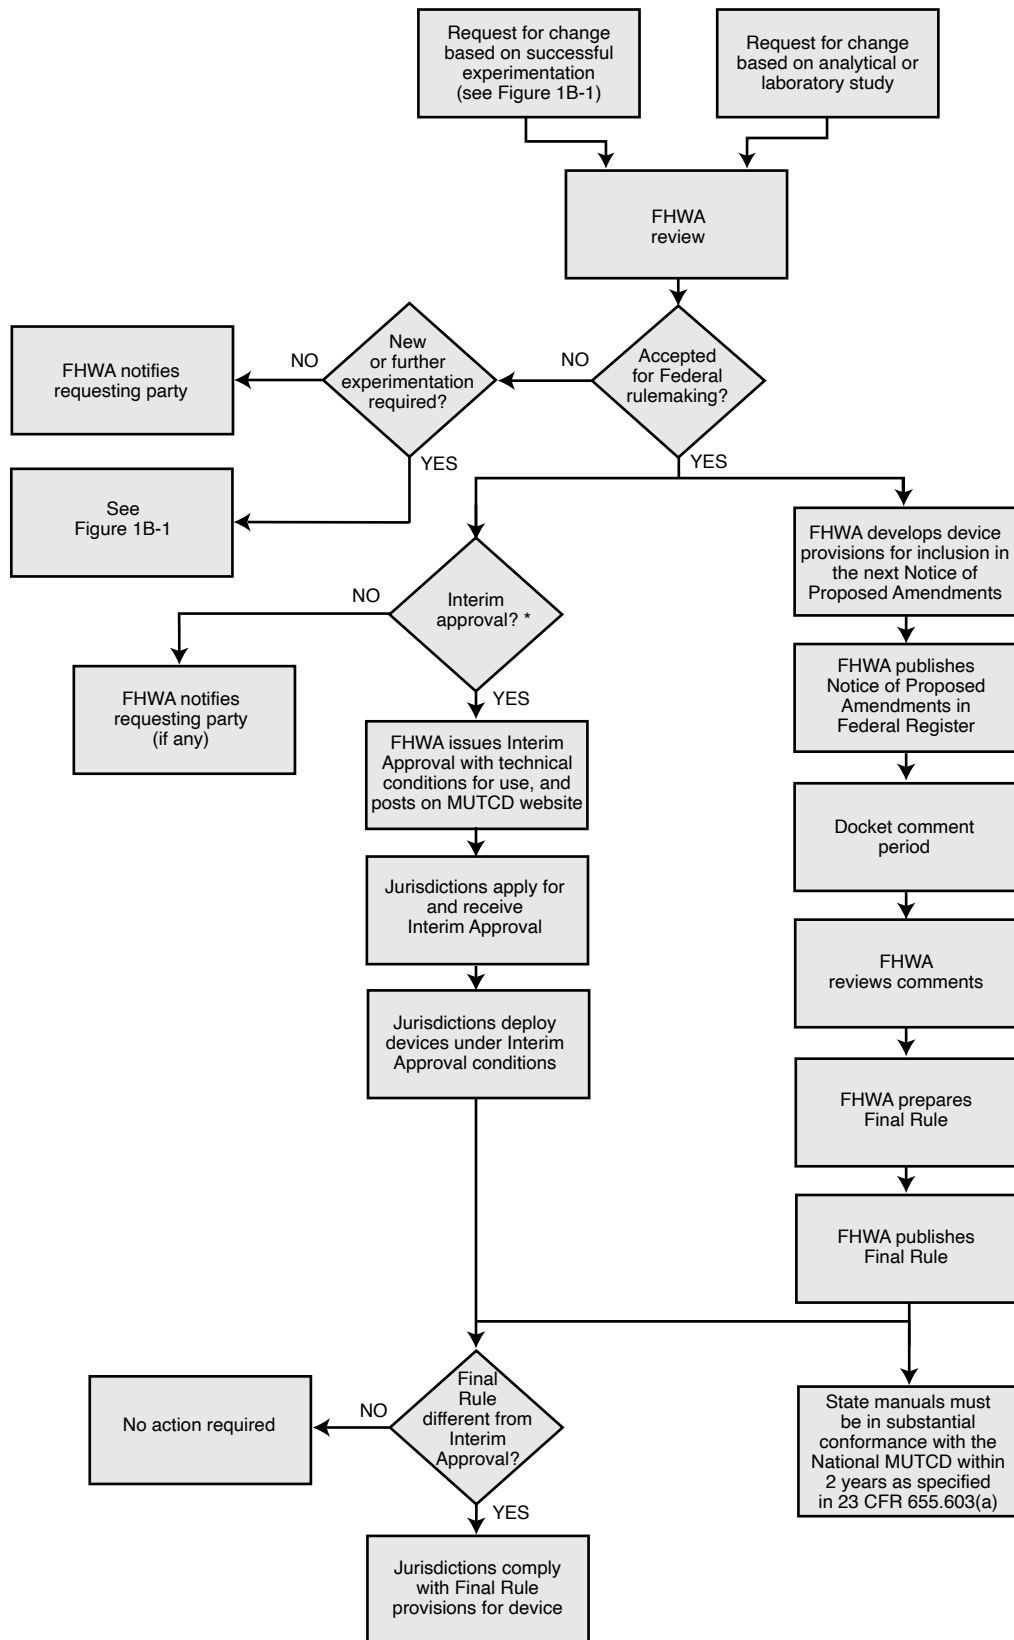 Request for change
based on successful
experimentation
(see Figure 1B-1)
Request for change
based on analytical or
laboratory study
FHWA
review
Accepted
for Federal
rulemaking?
NO
YES
New
or further
experimentation
required?
NO
YES
FHWA notifies
requesting party
See
Figure 1B-1
Interim
approval? *
NO
YES
FHWA notifies
requesting party
(if any)
FHWA issues Interim
Approval with technical
conditions for use, and
posts on MUTCD website
Jurisdictions apply for
and receive
Interim Approval
Jurisdictions deploy
devices under Interim
Approval conditions
FHWA develops device
provisions for inclusion in
the next Notice of
Proposed Amendments
FHWA publishes
Notice of Proposed
Amendments in
Federal Register
Docket comment
period
FHWA
reviews comments
FHWA prepares
Final Rule
FHWA publishes
Final Rule
State manuals must
be in substantial
conformance with the
National MUTCD within
2 years as specified
in 23 CFR 655.603(a)
Final
Rule
different from
Interim
Approval?
NO
YES
No action required
Jurisdictions comply
with Final Rule
provisions for device